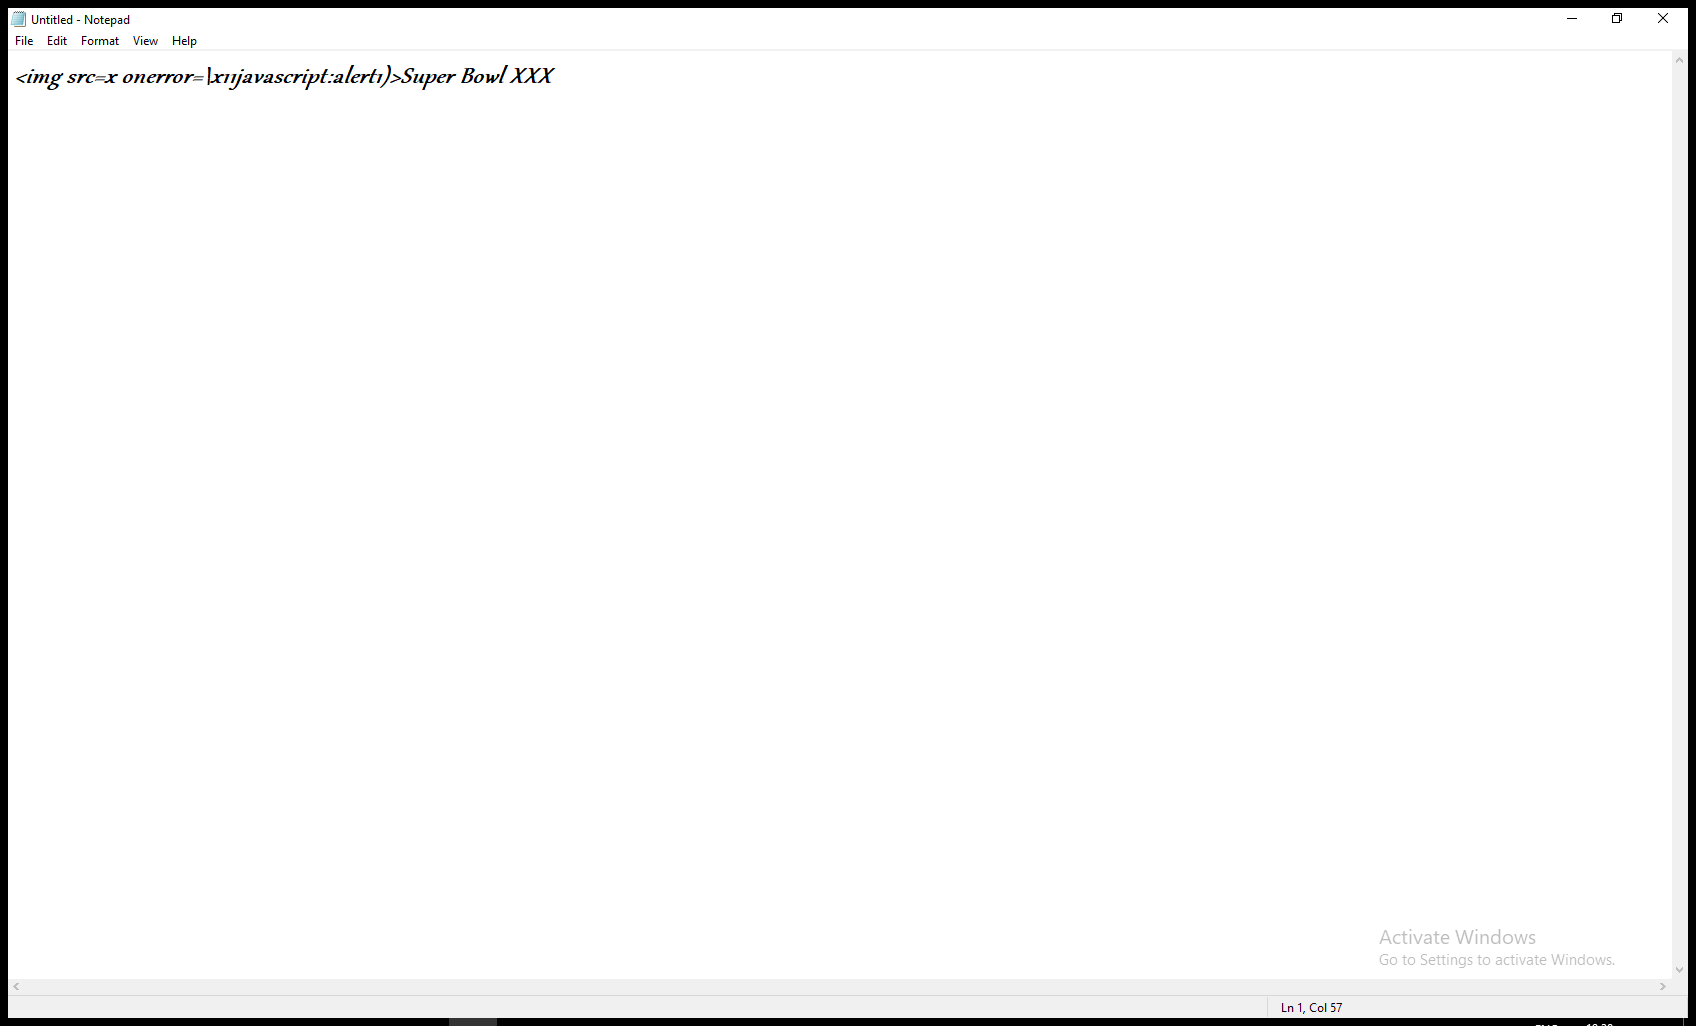 Untitled - Notepad
File Edit Format View Help
<img src=x onerror=\x11javascript:alert1)>Super Bowl XXX
Activate Windows
Go to Settings to activate Windows.
Ln 1, Col 57